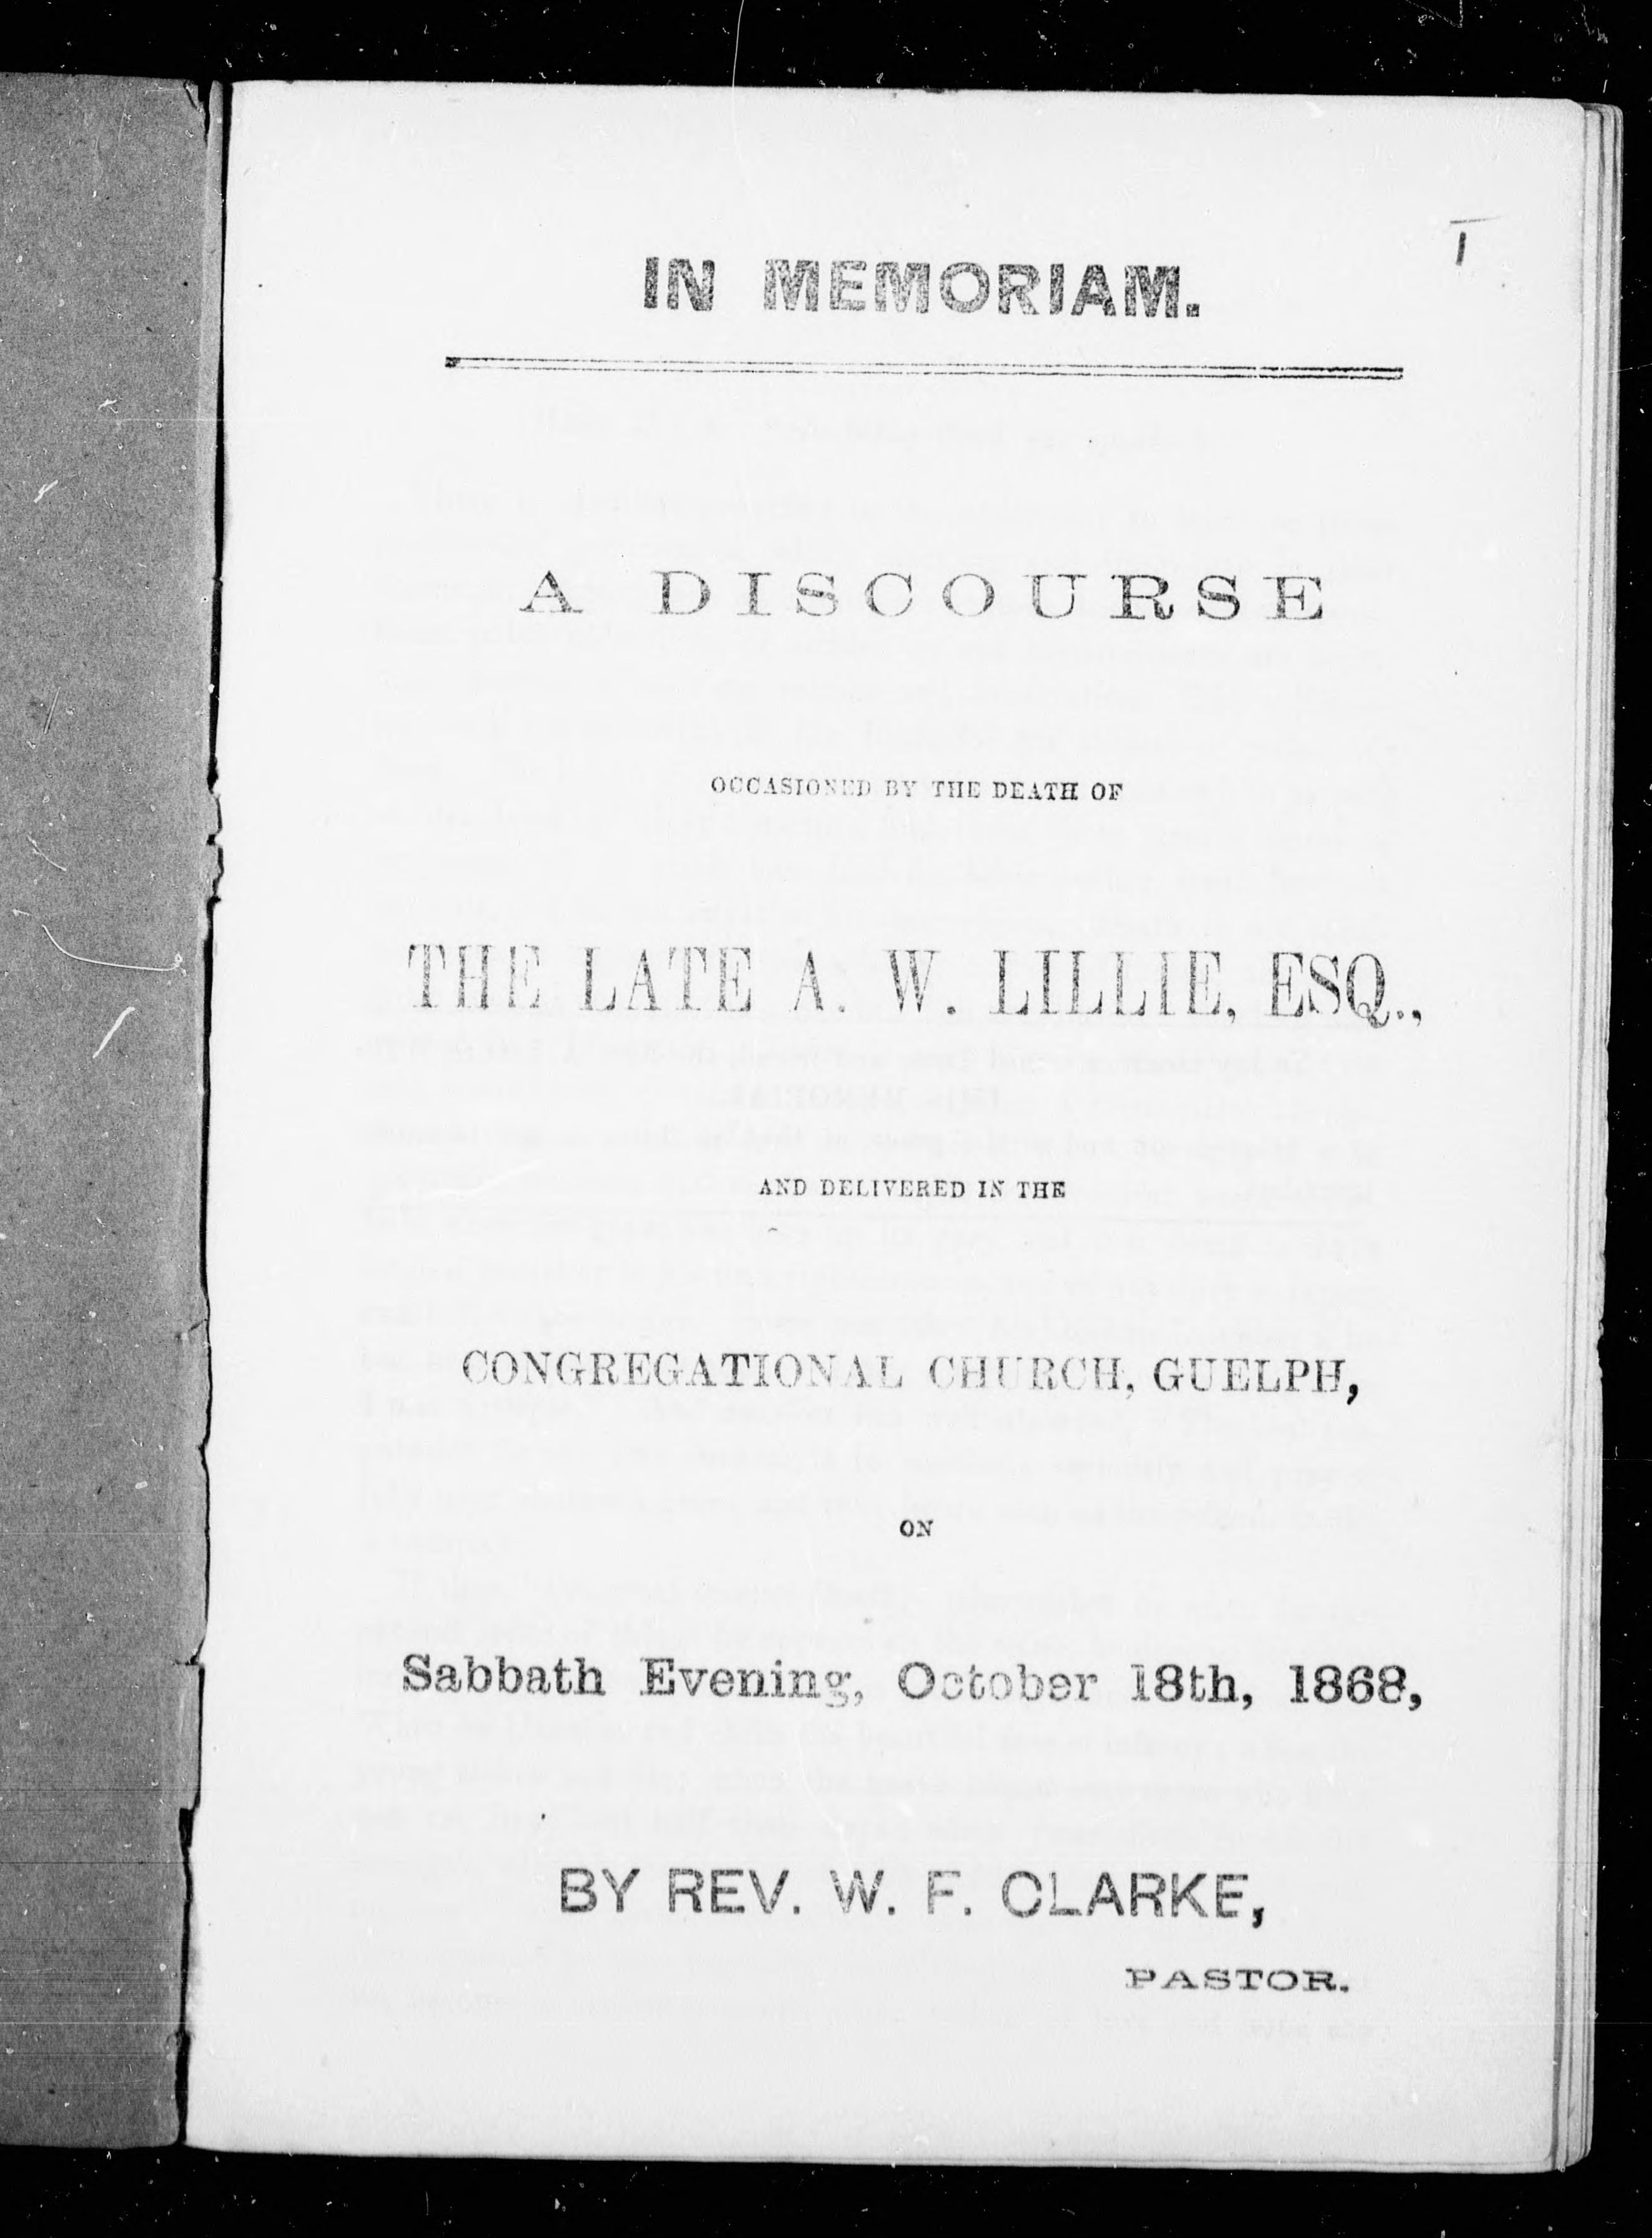 1
IN MEMORIAM.
A DISCOURSE
OCCASIONED BY THE DEATH OF
THE LATE A. W. LILLIE, ESQ.,
AND DELIVERED IN THE
CONGREGATIONAL CHURCH, GUELPH,
ON
Sabbath Evening, October 18th, 1868,
BY REV. W. F. CLARKE,
PASTOR.